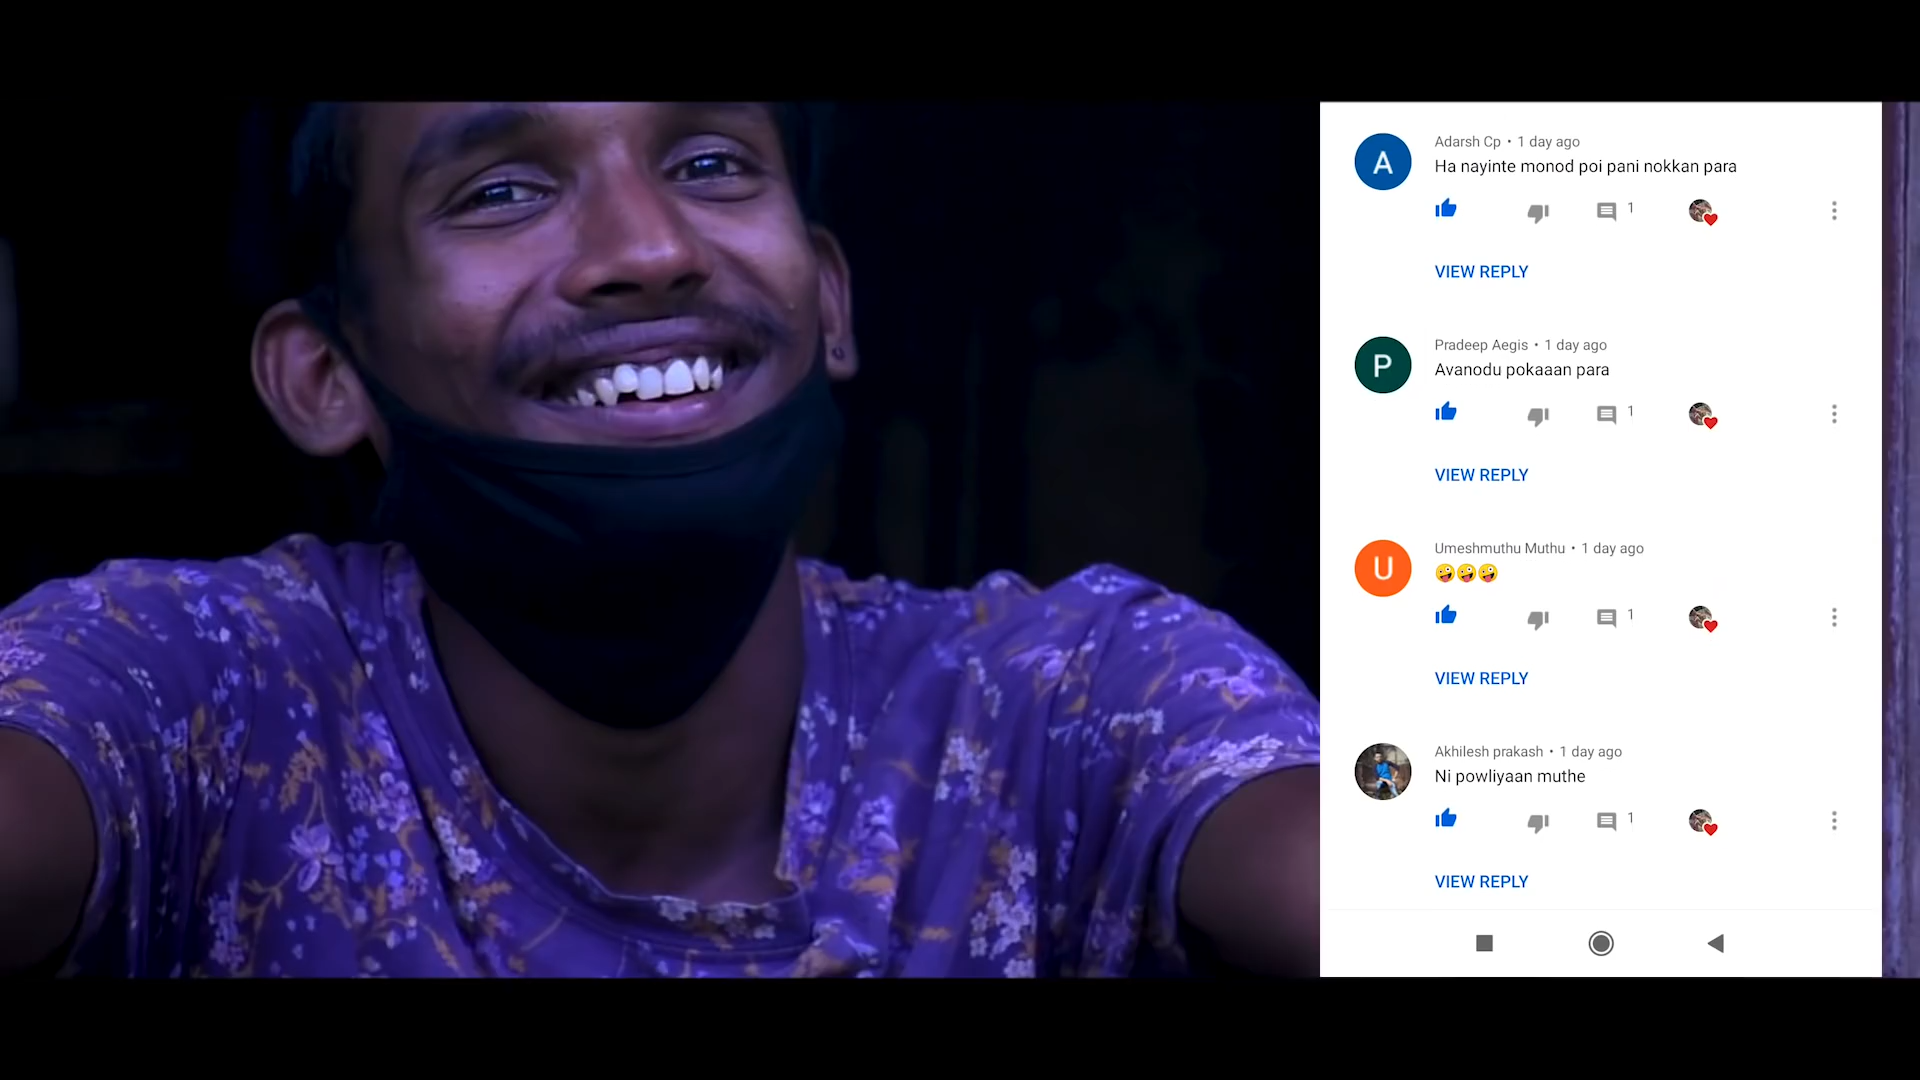 A
Adarsh Cp • 1 day ago
Ha nayinte monod poi pani nokkan para
1
VIEW REPLY
P
Pradeep Aegis • 1 day ago
Avanodu pokaaan para
1
VIEW REPLY
U
Umeshmuthu Muthu • 1 day ago
🤪🤪🤪
1
VIEW REPLY
Akhilesh prakash • 1 day ago
Ni powliyaan muthe
1
VIEW REPLY